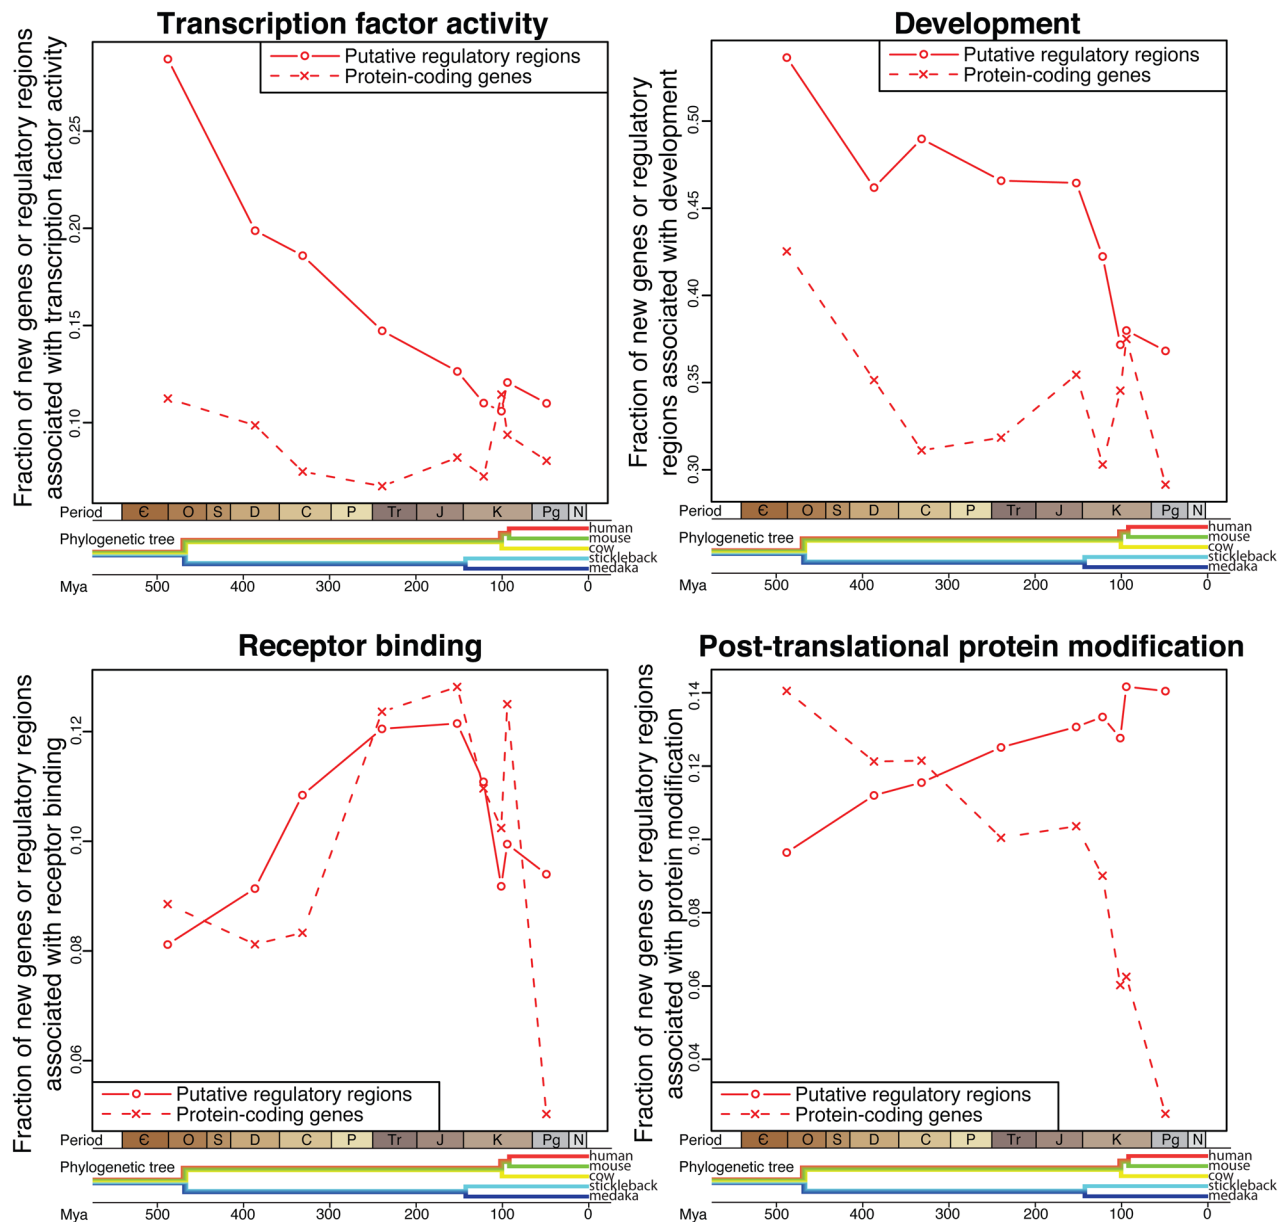 Transcription factor activity
Fraction of new genes or regulatory regions
associated with transcription factor activity
Putative regulatory regions
Protein-coding genes
0.25
0.20
0.15
0.10
Period
Є O S D C P Tr J K Pg N
Phylogenetic tree
human
mouse
cow
stickleback
medaka
Mya 500 400 300 200 100 0
Development
Fraction of new genes or regulatory
regions associated with development
Putative regulatory regions
Protein-coding genes
0.50
0.45
0.40
0.35
0.30
Period
Є O S D C P Tr J K Pg N
Phylogenetic tree
human
mouse
cow
stickleback
medaka
Mya 500 400 300 200 100 0
Receptor binding
Fraction of new genes or regulatory regions
associated with receptor binding
0.12
0.10
0.08
0.06
Putative regulatory regions
Protein-coding genes
Period
Є O S D C P Tr J K Pg N
Phylogenetic tree
human
mouse
cow
stickleback
medaka
Mya 500 400 300 200 100 0
Post-translational protein modification
Fraction of new genes or regulatory regions
associated with protein modification
0.14
0.12
0.10
0.08
0.06
0.04
Putative regulatory regions
Protein-coding genes
Period
Є O S D C P Tr J K Pg N
Phylogenetic tree
human
mouse
cow
stickleback
medaka
Mya 500 400 300 200 100 0